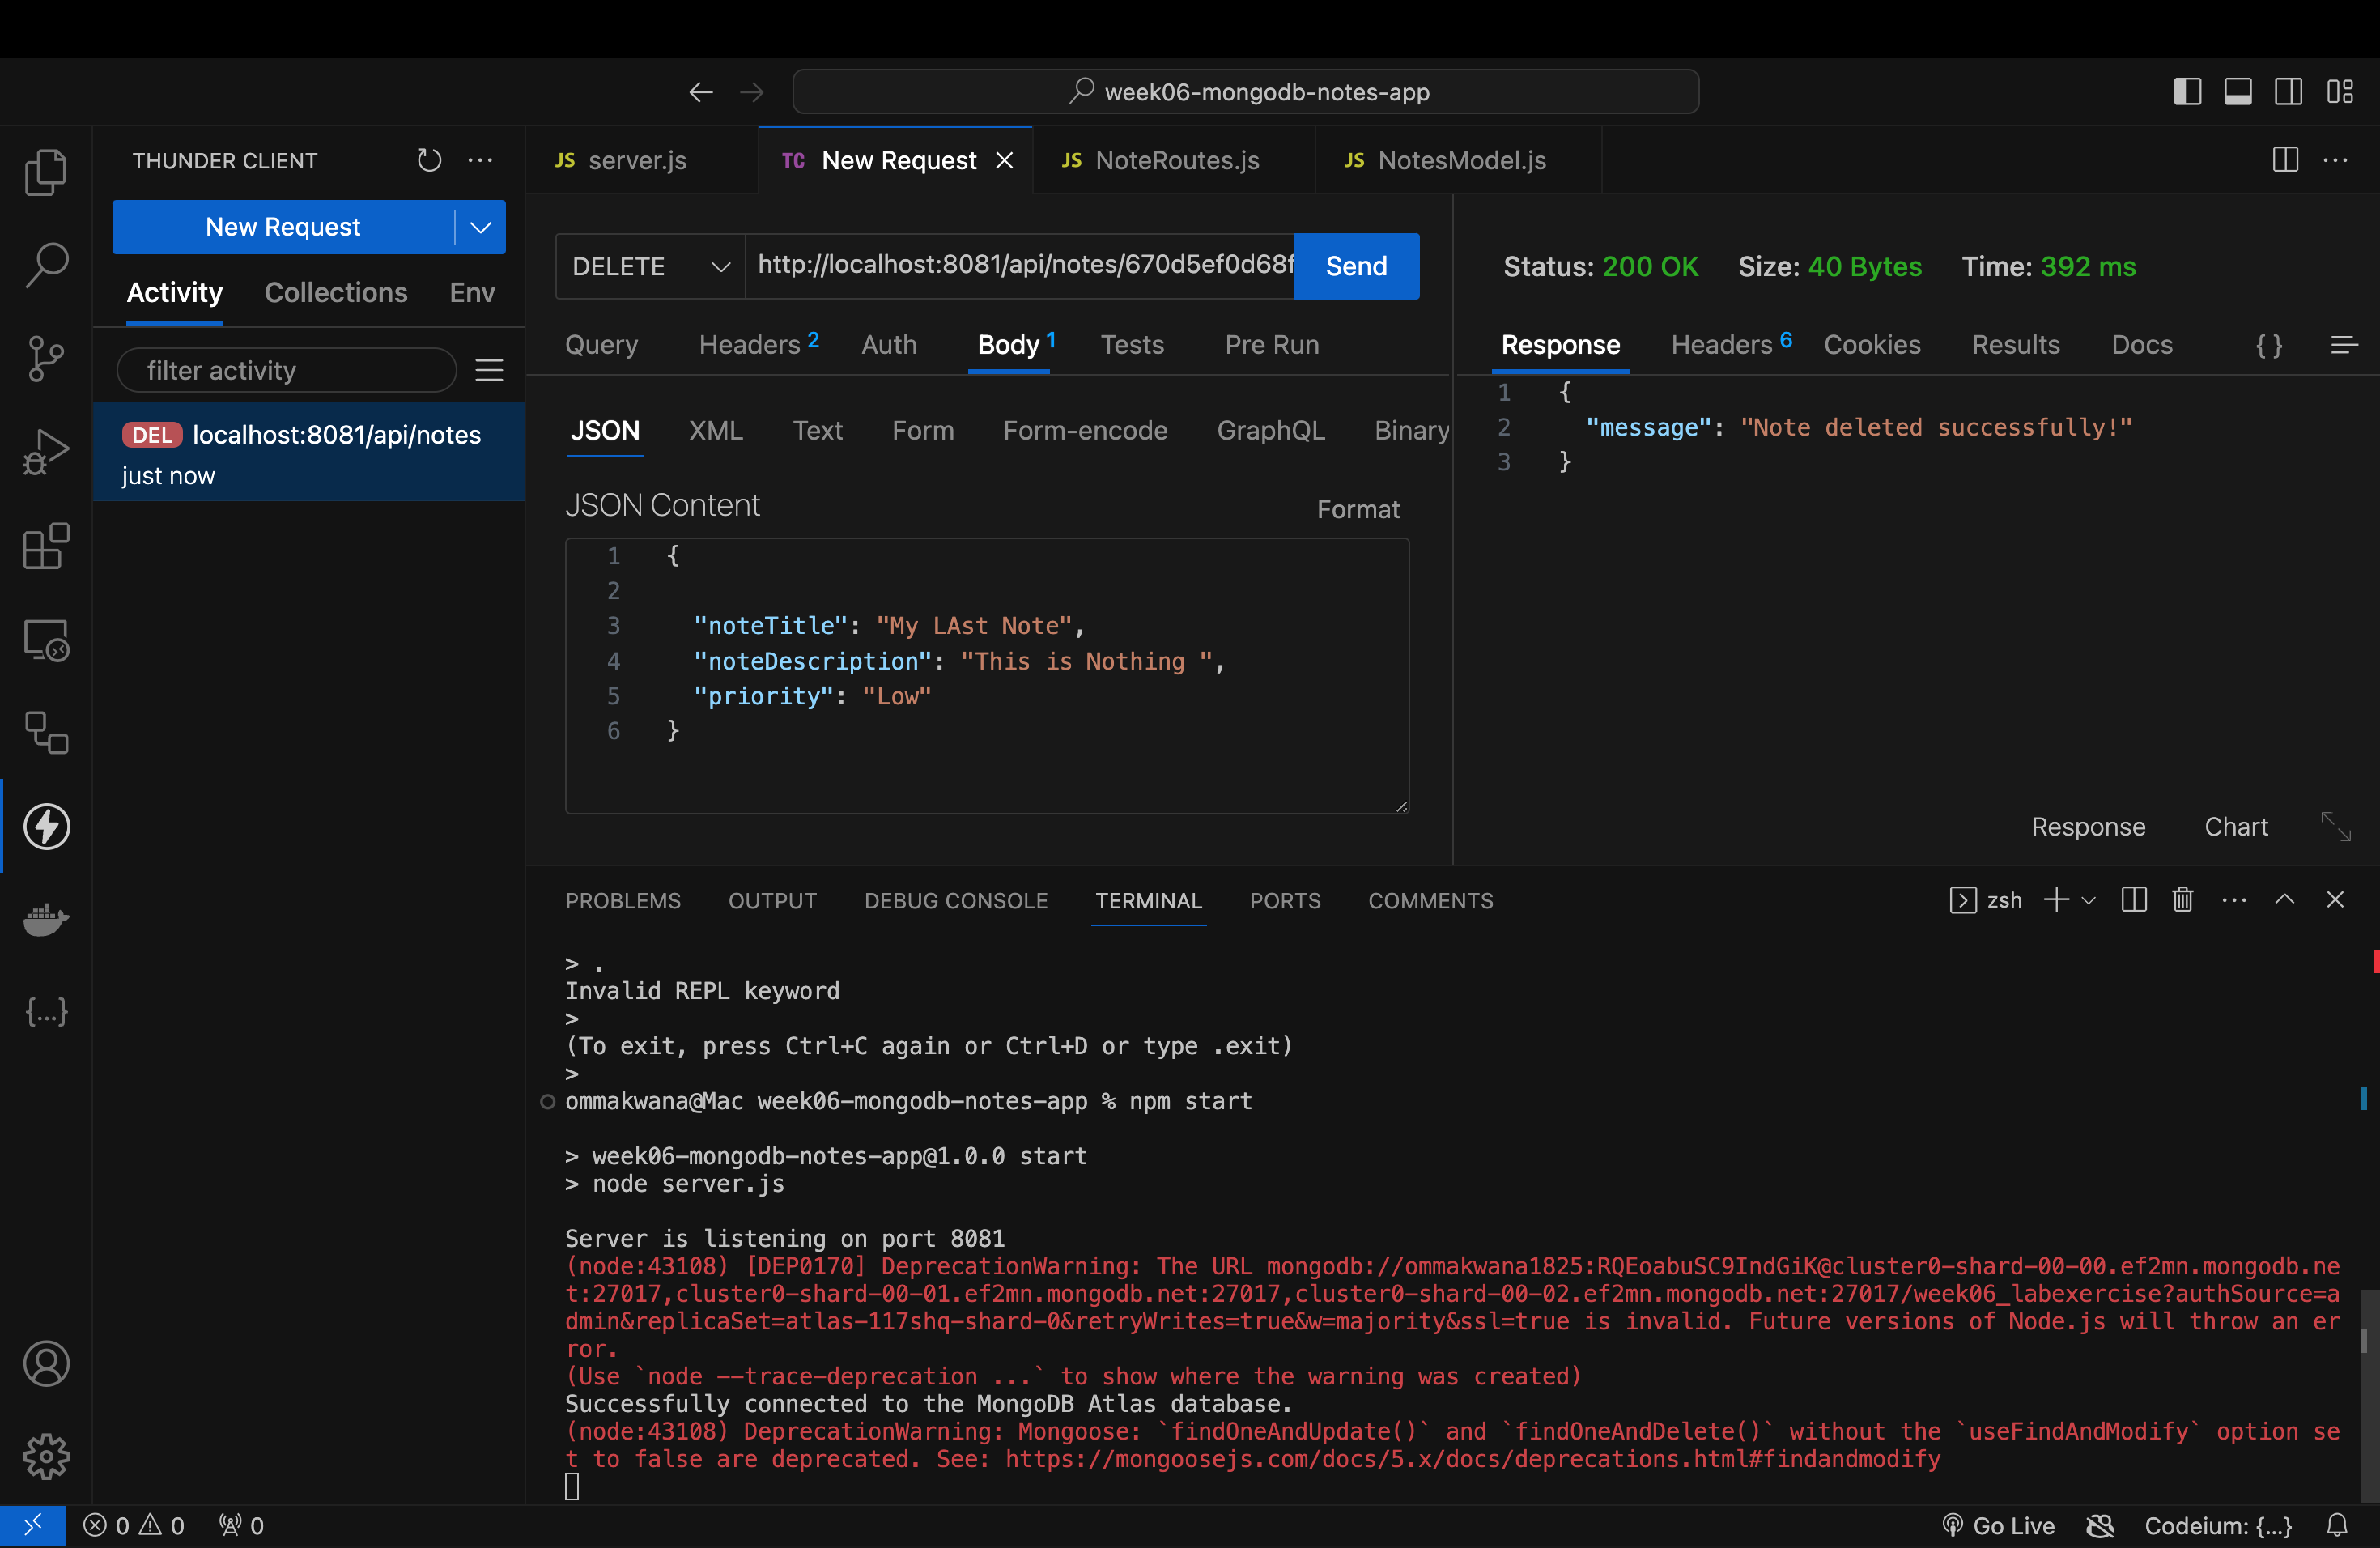 week06-mongodb-notes-app
THUNDER CLIENT
New Request
Activity Collections Env
filter activity
DEL localhost:8081/api/notes
just now
JS server.js
TC New Request
JS NoteRoutes.js
JS NotesModel.js
DELETE
http://localhost:8081/api/notes/670d5ef0d68f
Send
Query Headers 2 Auth Body 1 Tests Pre Run
JSON XML Text Form Form-encode GraphQL Binary
JSON Content
Format
1 {
2
3 "noteTitle": "My LAst Note",
4 "noteDescription": "This is Nothing ",
5 "priority": "Low"
6 }
Status: 200 OK Size: 40 Bytes Time: 392 ms
Response Headers 6 Cookies Results Docs { }
1 {
2 "message": "Note deleted successfully!"
3 }
Response Chart
PROBLEMS OUTPUT DEBUG CONSOLE TERMINAL PORTS COMMENTS
zsh
> .
Invalid REPL keyword
>
(To exit, press Ctrl+C again or Ctrl+D or type .exit)
>
ommakwana@Mac week06-mongodb-notes-app % npm start
> week06-mongodb-notes-app@1.0.0 start
> node server.js
Server is listening on port 8081
(node:43108) [DEP0170] DeprecationWarning: The URL mongodb://ommakwana1825:RQEoabuSC9IndGiK@cluster0-shard-00-00.ef2mn.mongodb.ne
t:27017,cluster0-shard-00-01.ef2mn.mongodb.net:27017,cluster0-shard-00-02.ef2mn.mongodb.net:27017/week06_labexercise?authSource=a
dmin&replicaSet=atlas-117shq-shard-0&retryWrites=true&w=majority&ssl=true is invalid. Future versions of Node.js will throw an er
ror.
(Use `node --trace-deprecation ...` to show where the warning was created)
Successfully connected to the MongoDB Atlas database.
(node:43108) DeprecationWarning: Mongoose: `findOneAndUpdate()` and `findOneAndDelete()` without the `useFindAndModify` option se
t to false are deprecated. See: https://mongoosejs.com/docs/5.x/docs/deprecations.html#findandmodify
0 0 0
Go Live Codeium: {...}